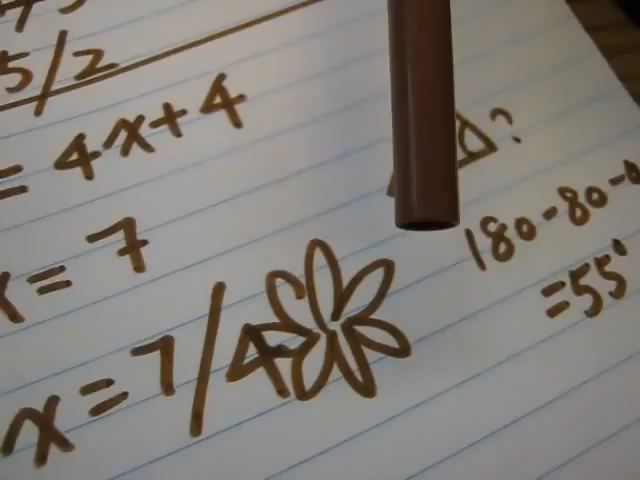 5/2
= 4x+4
x = 7
x = 7/4
?
180-80-
=55°